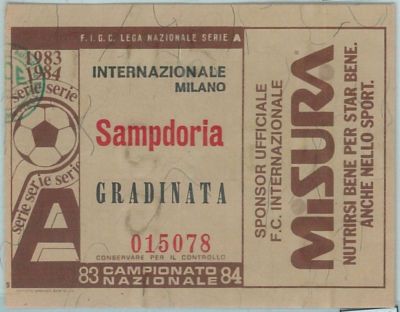 F.I.G.C. LEGA NAZIONALE SERIE A
1983
1984
serie serie
serie serie serie
A
INTERNAZIONALE
MILANO
Sampdoria
GRADINATA
015078
CONSERVARE PER IL CONTROLLO
83 CAMPIONATO NAZIONALE 84
SPONSOR UFFICIALE
F.C. INTERNAZIONALE
MISURA
NUTRIRSI BENE PER STAR BENE.
ANCHE NELLO SPORT.